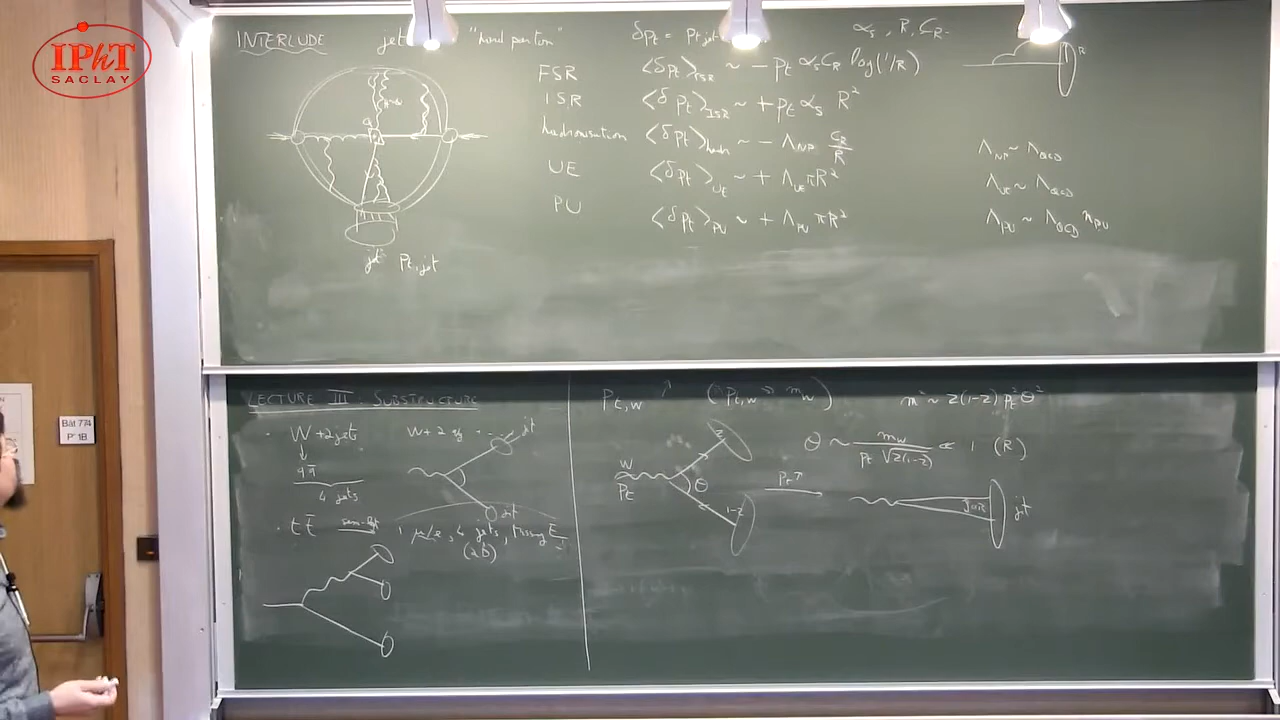 IPhT
SACLAY
INTERLUDE jet "hard parton" δpt = pt,jet αs, R, CR
FSR ⟨δpt⟩FSR ~ - pt αs CR log(1/R)
ISR ⟨δpt⟩ISR ~ + pt αs R²
hadronisation ⟨δpt⟩hadr ~ - ΛNP CR/R ΛNP ~ ΛQCD
UE ⟨δpt⟩UE ~ + ΛUE πR² ΛUE ~ ΛQCD
PU ⟨δpt⟩PU ~ + ΛPU πR² ΛPU ~ ΛQCD nPU
R
jet pt,jet
LECTURE III: SUBSTRUCTURE
· W + 2 jets
↓
q q̄
4 jets
W + 2
jet
jet
· t t̄ 1 μ/e, 4 jets, missing E
(2b)
Pt,W ↗ (Pt,W >> mW) m² ~ z(1-z) pt² θ²
W
Pt
z
θ
1-z
θ ~ mW / pt √z(1-z) << 1 (R)
Pt ↑
jet
Bât 774
P 1B